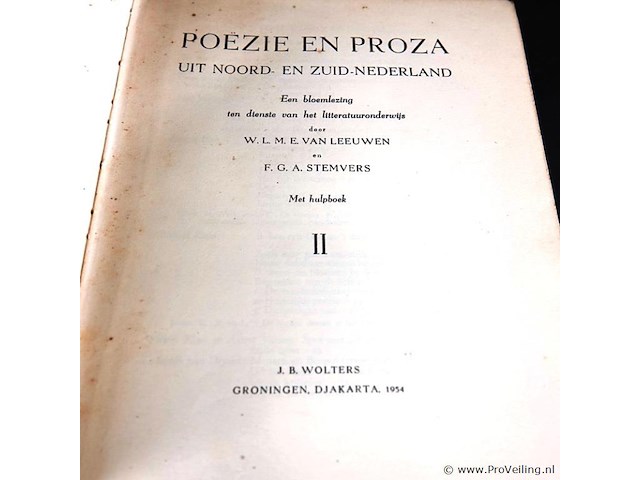 POËZIE EN PROZA
UIT NOORD- EN ZUID-NEDERLAND
Een bloemlezing
ten dienste van het litteratuuronderwijs
door
W. L. M. E. VAN LEEUWEN
en
F. G. A. STEMVERS
Met hulpboek
II
J. B. WOLTERS
GRONINGEN, DJAKARTA, 1954
© www.ProVeiling.nl